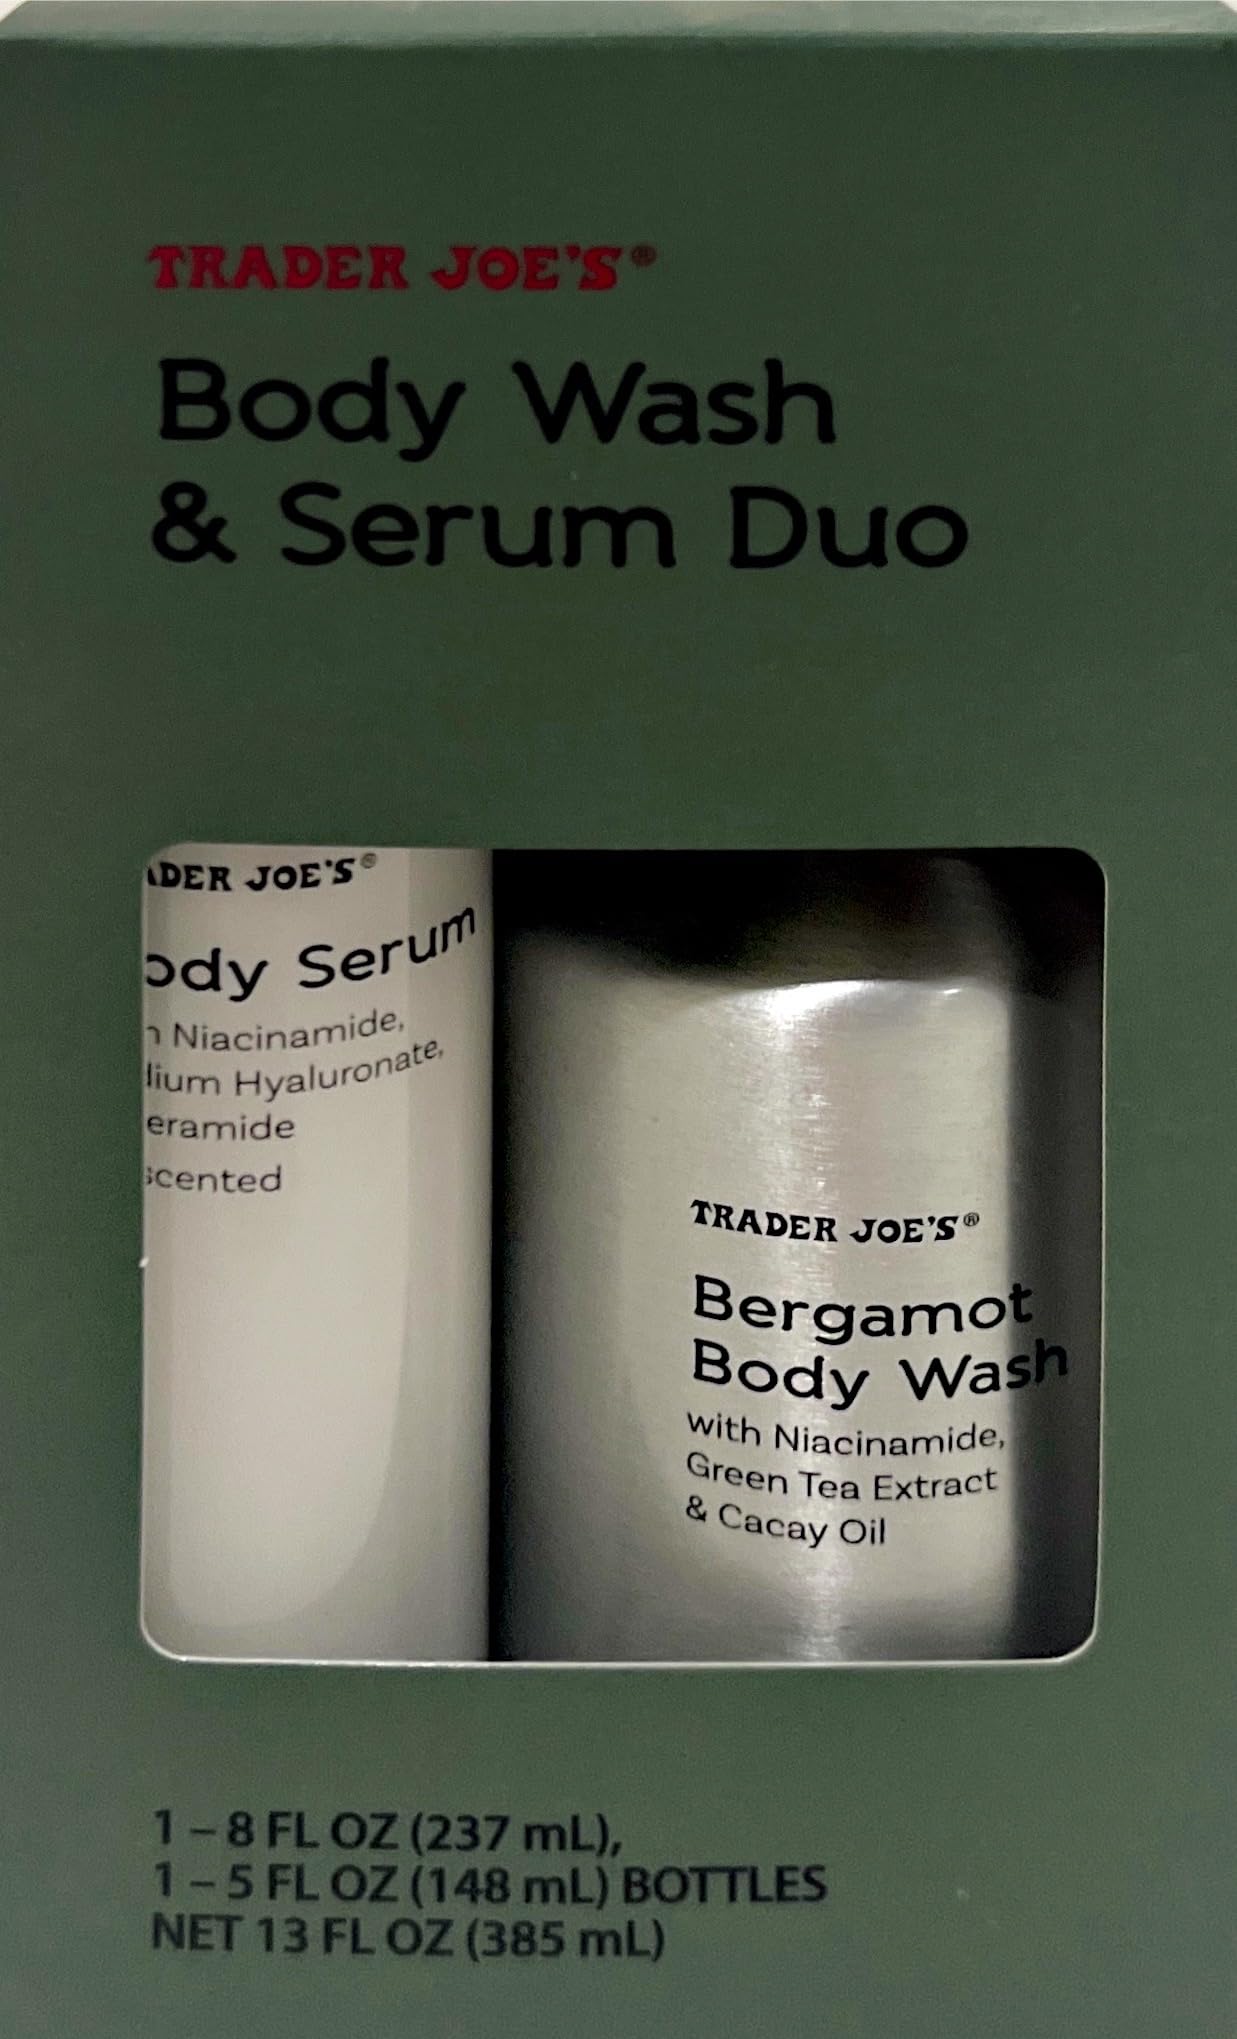 TRADER JOE'S®
Body Wash
& Serum Duo
ADER JOE'S®
ody Serum
Niacinamide,
lium Hyaluronate,
eramide
scented
TRADER JOE'S®
Bergamot
Body Wash
with Niacinamide,
Green Tea Extract
& Cacay Oil
1 – 8 FL OZ (237 mL),
1 – 5 FL OZ (148 mL) BOTTLES
NET 13 FL OZ (385 mL)